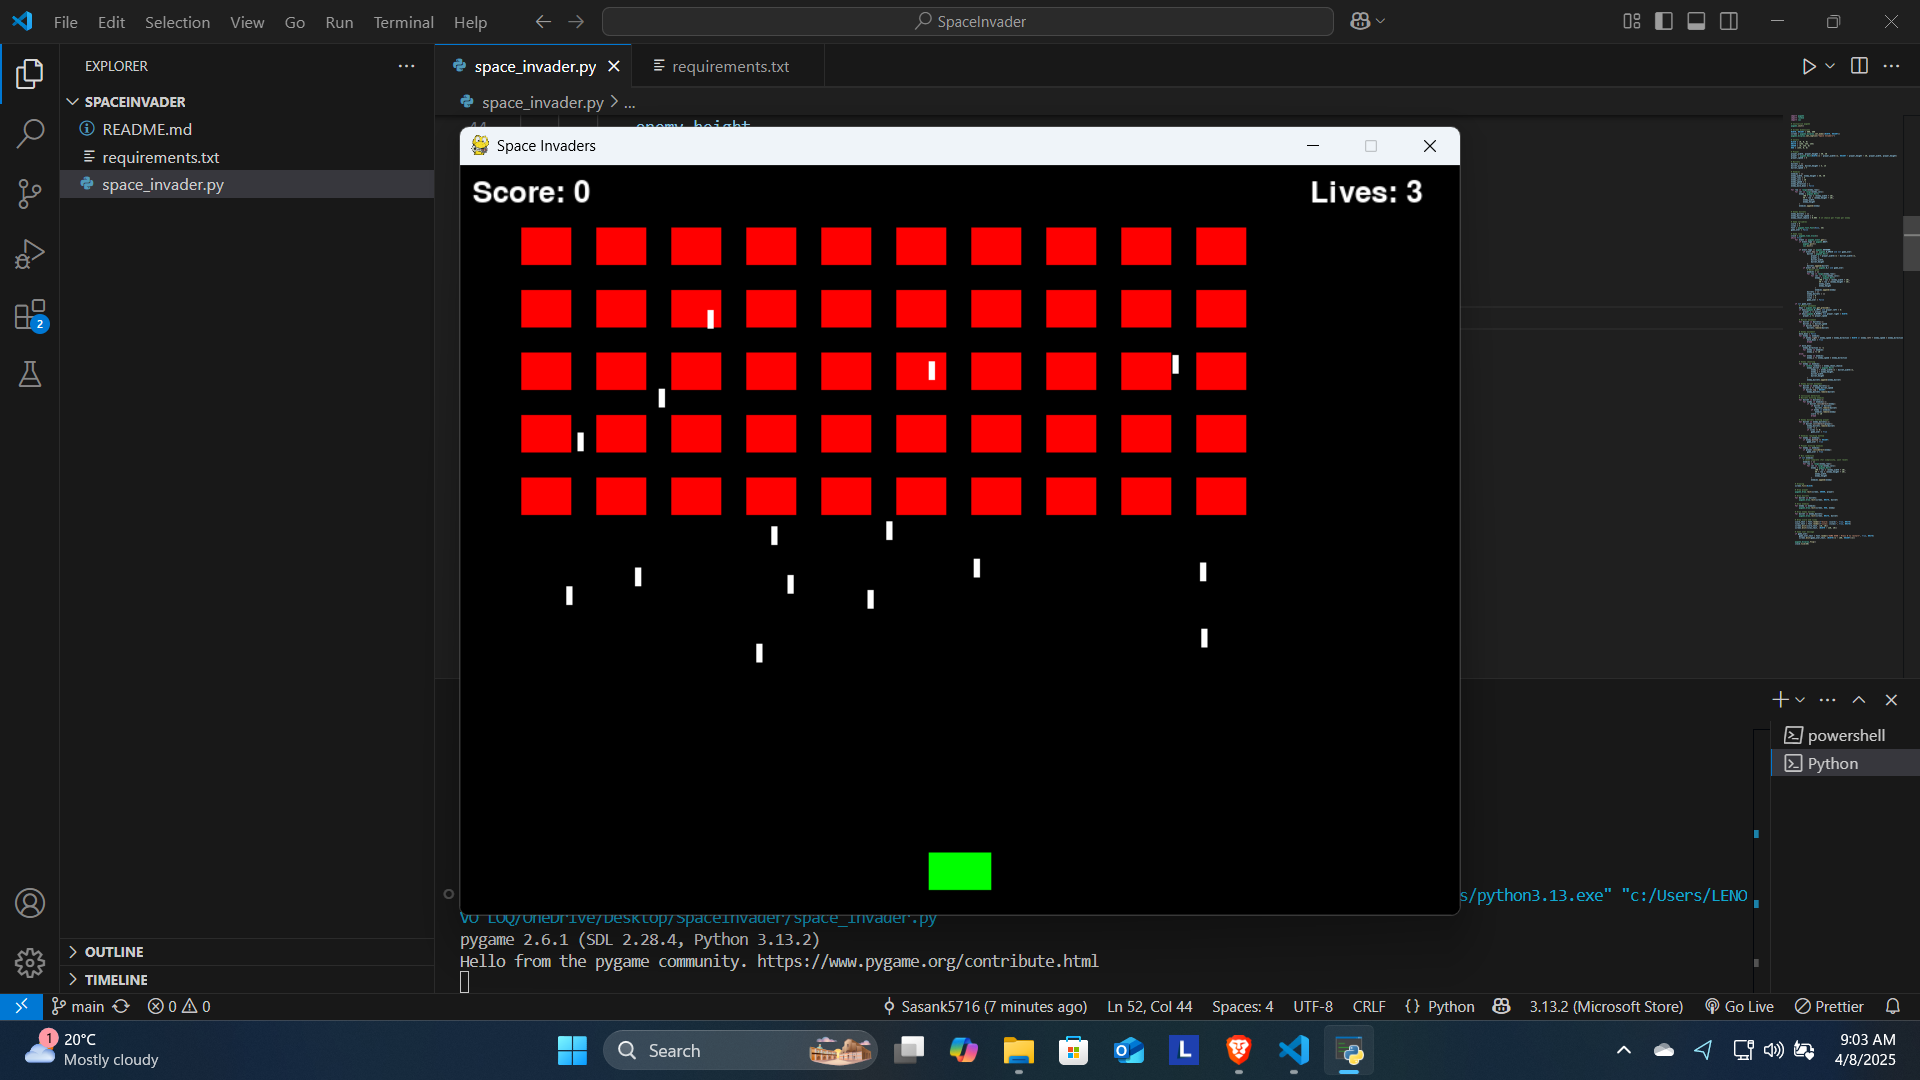 File Edit Selection View Go Run Terminal Help
SpaceInvader
EXPLORER
SPACEINVADER
README.md
requirements.txt
space_invader.py
OUTLINE
TIMELINE
2
space_invader.py
requirements.txt
space_invader.py > ...
44
enemy_height
Space Invaders
Score: 0
Lives: 3
powershell
Python
s/python3.13.exe" "c:/Users/LENO
VO LOQ/OneDrive/Desktop/SpaceInvader/space_invader.py
pygame 2.6.1 (SDL 2.28.4, Python 3.13.2)
Hello from the pygame community. https://www.pygame.org/contribute.html
main 0 0 Sasank5716 (7 minutes ago) Ln 52, Col 44 Spaces: 4 UTF-8 CRLF {} Python 3.13.2 (Microsoft Store) Go Live Prettier
1
20°C
Mostly cloudy
Search
L
9:03 AM
4/8/2025